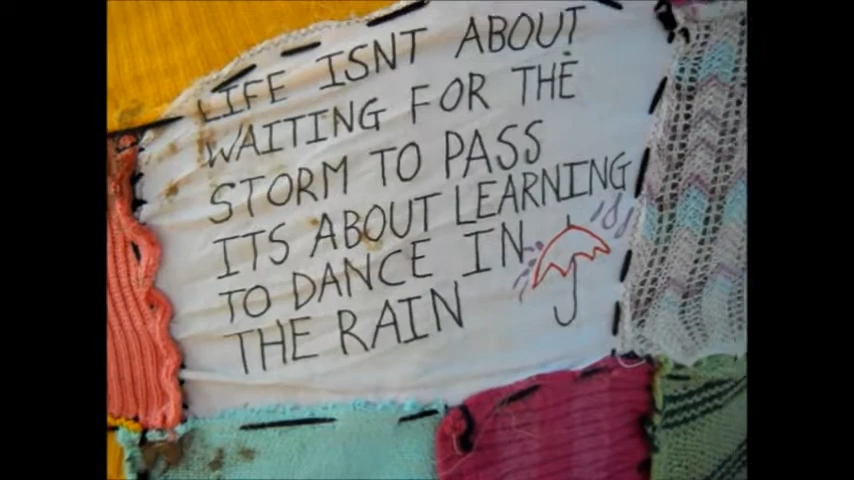 LIFE ISNT ABOUT
WAITING FOR THE
STORM TO PASS
ITS ABOUT LEARNING
TO DANCE IN
THE RAIN